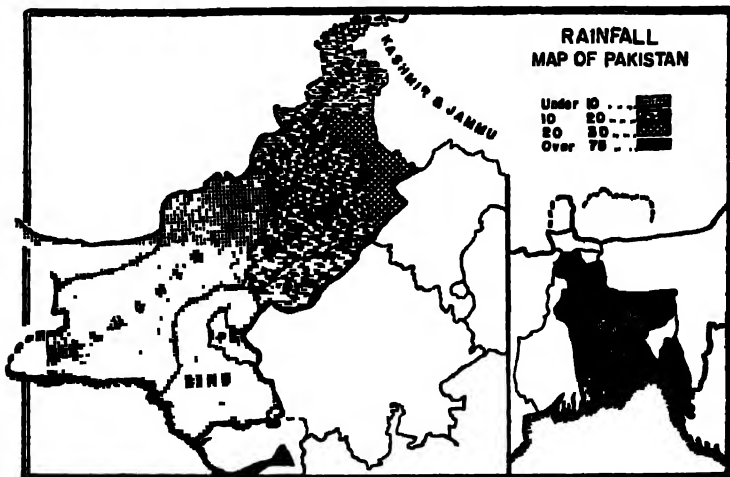 RAINFALL
MAP OF PAKISTAN
KASHMIR & JAMMU
Under 10 ....
10 20 ....
20 30 ....
Over 75 ...
SIND